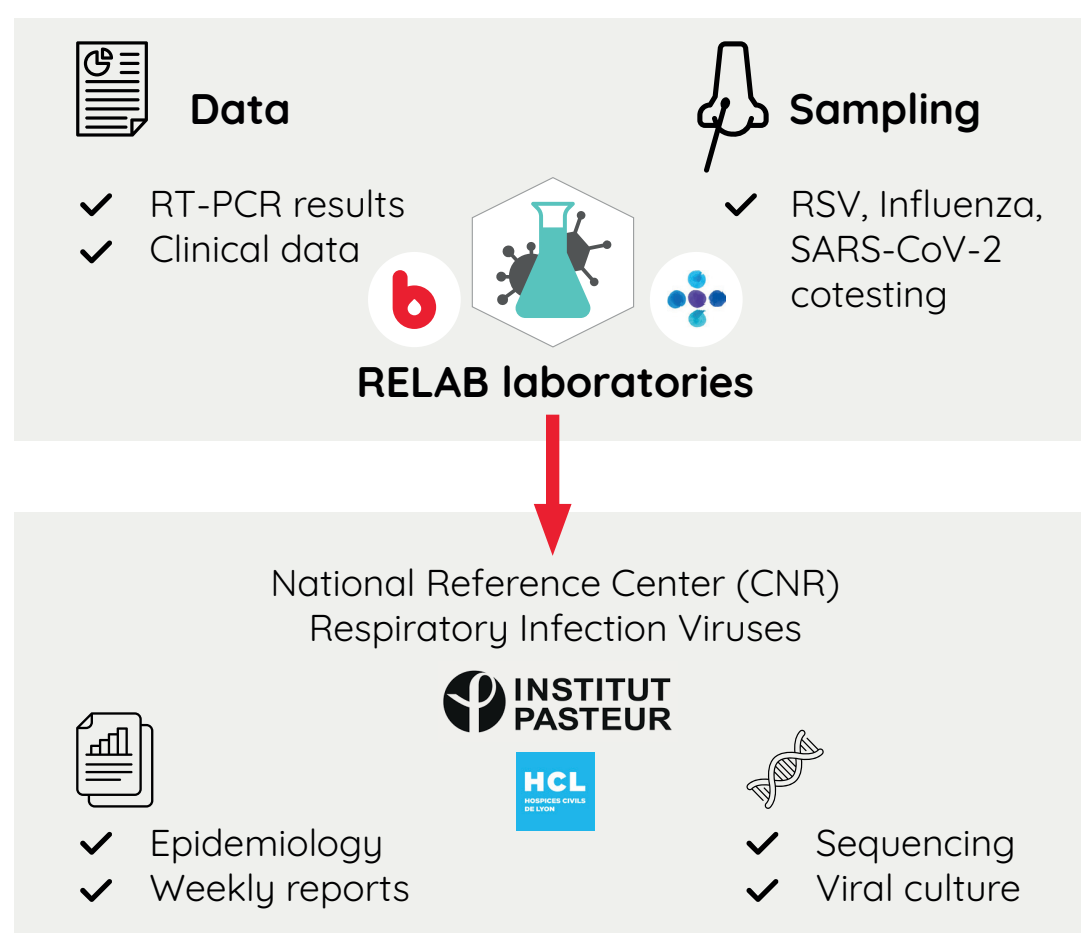 Data
Sampling
RT-PCR results
Clinical data
RSV, Influenza,
SARS-CoV-2
cotesting
b
RELAB laboratories
National Reference Center (CNR)
Respiratory Infection Viruses
INSTITUT
PASTEUR
HCL
HOSPICES CIVILS
DE LYON
Epidemiology
Weekly reports
Sequencing
Viral culture